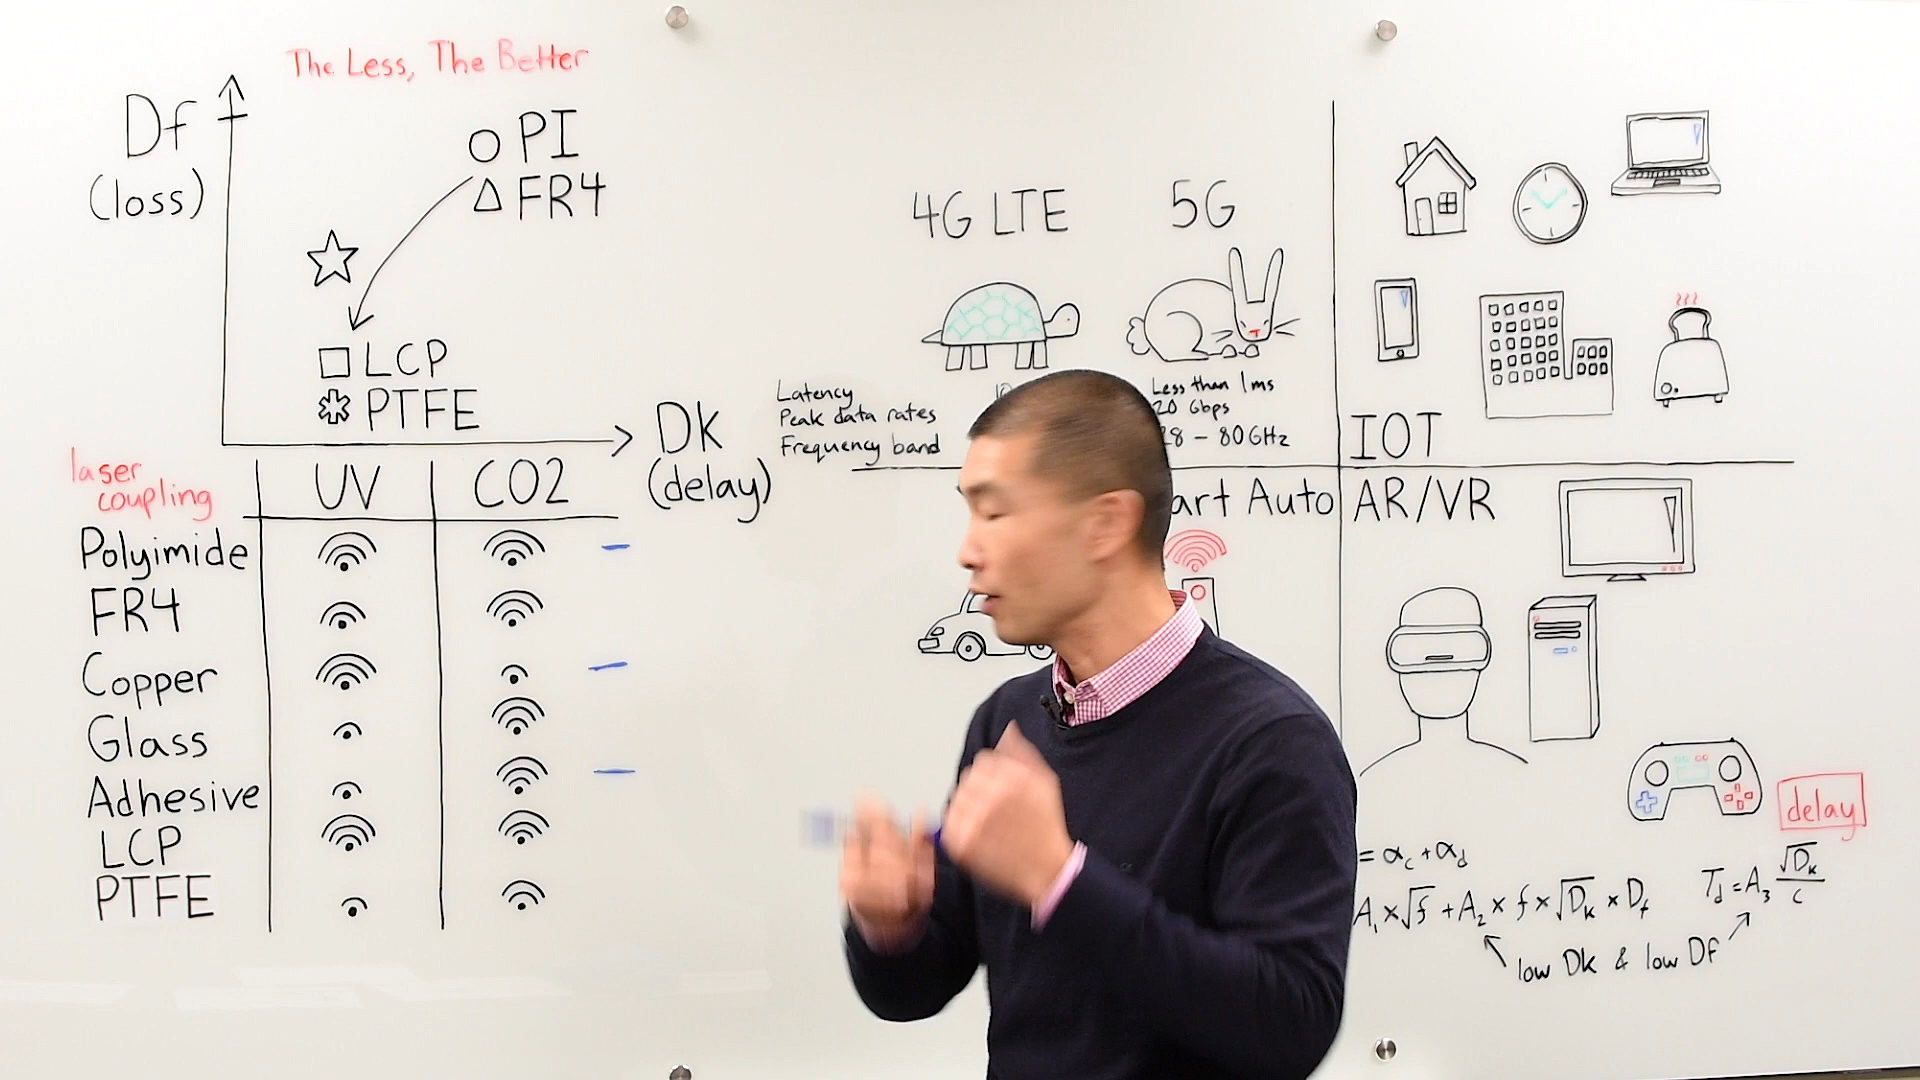 The Less, The Better
Df
(loss)
PI
FR4
LCP
PTFE
DK
(delay)
laser
coupling
UV CO2
Polyimide
FR4
Copper
Glass
Adhesive
LCP
PTFE
4G LTE 5G
Latency
Peak data rates
Frequency band
10
Less than 1ms
20 Gbps
28 - 80GHz
IOT
art Auto
AR/VR
delay
= αc + αd
A1 × √f + A2 × f × √Dk × Df
Td = A3 √Dk / c
low Dk & low Df